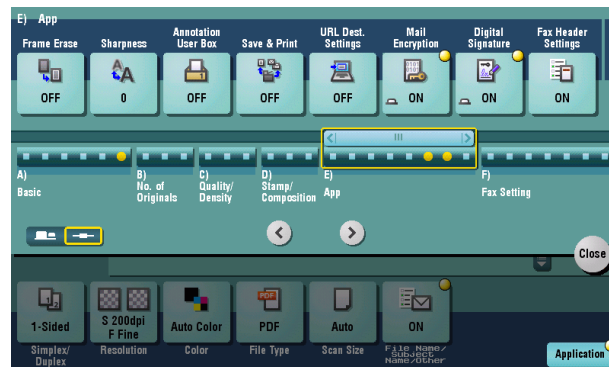 E) App
Frame Erase
Sharpness
Annotation
User Box
Save & Print
URL Dest.
Settings
Mail
Encryption
Digital
Signature
Fax Header
Settings
OFF
0
OFF
OFF
OFF
ON
ON
ON
A)
Basic
B)
No. of
Originals
C)
Quality/
Density
D)
Stamp/
Composition
E)
App
F)
Fax Setting
Close
1-Sided
S 200dpi
F Fine
Auto Color
PDF
PDF
Auto
ON
Simplex/
Duplex
Resolution
Color
File Type
Scan Size
File Name/
Subject
Name/Other
Application